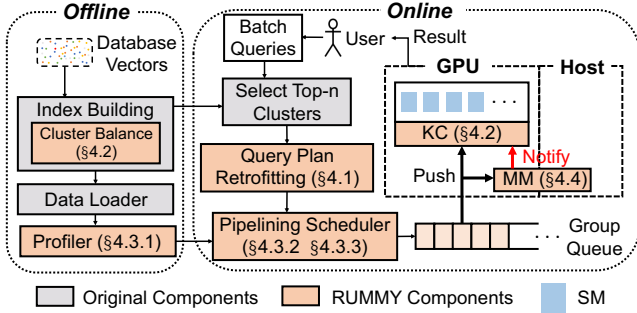 Offline
Online
Database
Vectors
Index Building
Cluster Balance
(§4.2)
Data Loader
Profiler (§4.3.1)
Batch
Queries
User
Result
Select Top-n
Clusters
Query Plan
Retrofitting (§4.1)
Pipelining Scheduler
(§4.3.2 §4.3.3)
GPU
Host
...
KC (§4.2)
Notify
Push
MM (§4.4)
...
Group
Queue
Original Components
RUMMY Components
SM